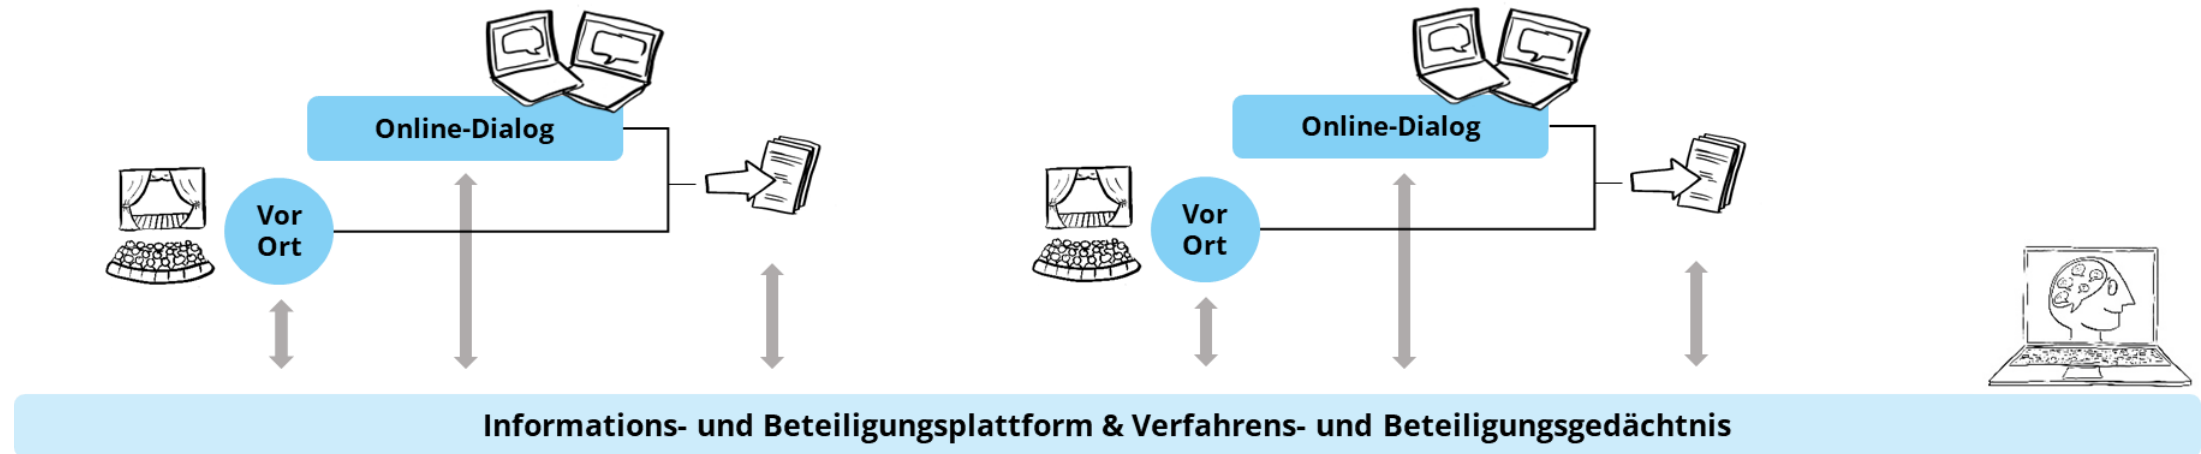 Online-Dialog
Vor
Ort
Online-Dialog
Vor
Ort
Informations- und Beteiligungsplattform & Verfahrens- und Beteiligungsgedächtnis